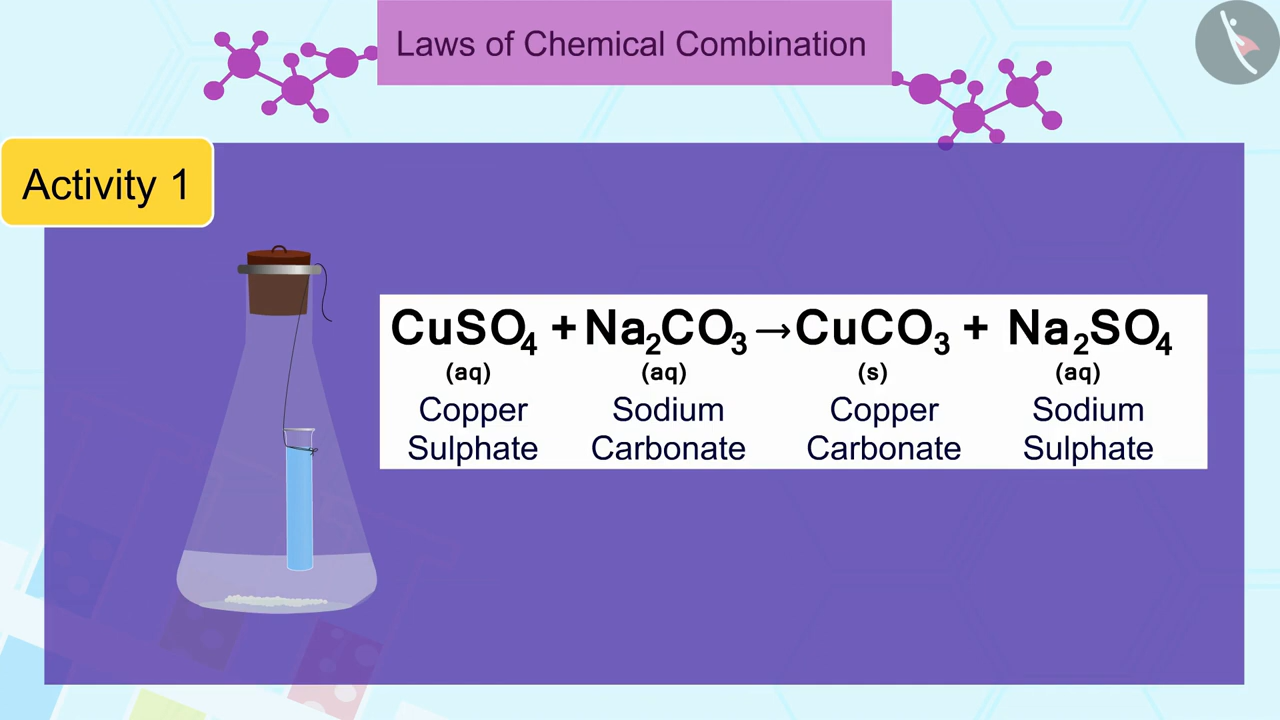 Laws of Chemical Combination
Activity 1
CuSO₄ + Na₂CO₃ → CuCO₃ + Na₂SO₄
(aq) (aq) (s) (aq)
Copper Sodium Copper Sodium
Sulphate Carbonate Carbonate Sulphate